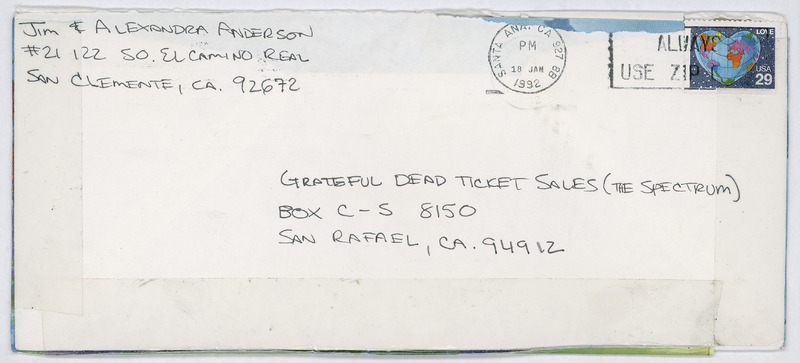 Jim & Alexandra Anderson
#21 122 So. El Camino Real
San Clemente, CA. 92672
SANTA ANA, CA 927 8B
PM
18 JAN
1992
ALWAYS
USE ZIP
LOVE
USA
29
Grateful Dead Ticket Sales (The Spectrum)
Box C-S 8150
San Rafael, CA. 94912